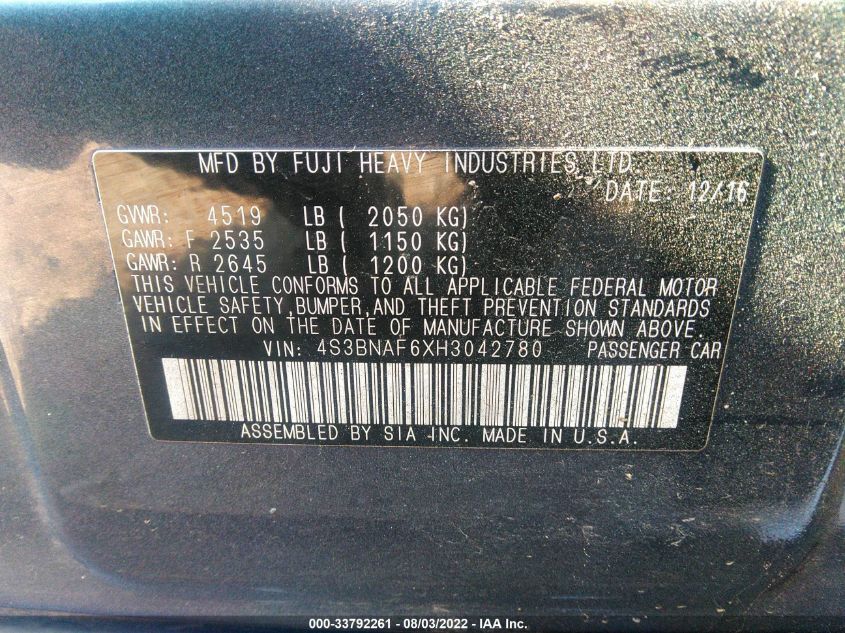 MFD BY FUJI HEAVY INDUSTRIES LTD.
DATE: 12/16
GVWR: 4519 LB ( 2050 KG)
GAWR: F 2535 LB ( 1150 KG)
GAWR: R 2645 LB ( 1200 KG)
THIS VEHICLE CONFORMS TO ALL APPLICABLE FEDERAL MOTOR
VEHICLE SAFETY,BUMPER,AND THEFT PREVENTION STANDARDS
IN EFFECT ON THE DATE OF MANUFACTURE SHOWN ABOVE.
VIN: 4S3BNAF6XH3042780 PASSENGER CAR
ASSEMBLED BY SIA INC. MADE IN U.S.A.
000-33792261 - 08/03/2022 - IAA Inc.